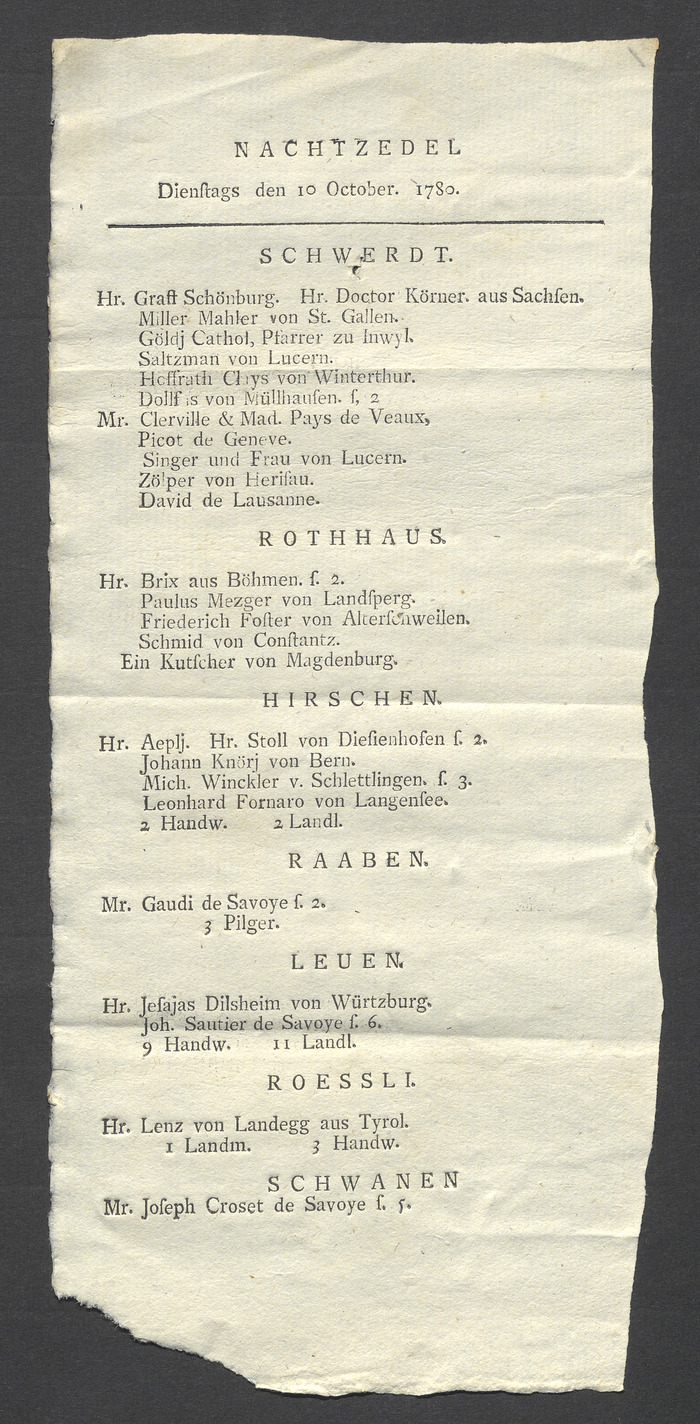 NACHTZEDEL
Dienſtags den 10 October. 1780.
SCHWERDT.
Hr. Graff Schönburg. Hr. Doctor Körner. aus Sachſen.
Miller Mahler von St. Gallen.
Göldj Cathol, Pfarrer zu Inwyl.
Saltzman von Lucern.
Hoffrath von Winterthur.
von Müllhauſen. ſ. 2
Mr. Clerville & Mad. Pays de Veaux,
Picot de Geneve.
Singer und Frau von Lucern.
Zölper von Heriſau.
David de Lausanne.
ROTHHAUS.
Hr. Brix aus Böhmen. ſ. 2.
Paulus Mezger von Landſperg.
Friederich Foſter von Alterſchweilen.
Schmid von Conſtantz.
Ein Kutſcher von Magdenburg.
HIRSCHEN.
Hr. Aeplj. Hr. Stoll von Dieſſenhofen ſ. 2.
Johann Knörj von Bern.
Mich. Winckler v. Schlettlingen. ſ. 3.
Leonhard Fornaro von Langenſee.
2 Handw. 2 Landl.
RAABEN.
Mr. Gaudi de Savoye ſ. 2.
3 Pilger.
LEUEN.
Hr. Jeſajas Dilsheim von Würtzburg.
Joh. Sautier de Savoye ſ. 6.
9 Handw. 11 Landl.
ROESSLI.
Hr. Lenz von Landegg aus Tyrol.
1 Landm. 3 Handw.
SCHWANEN
Mr. Joſeph Croset de Savoye ſ. 5.